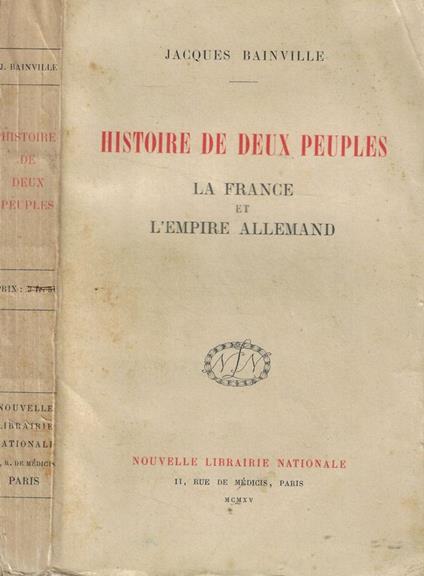 J. BAINVILLE
HISTOIRE
DE
DEUX
PEUPLES
PRIX :
NOUVELLE
LIBRAIRIE
NATIONALE
R. DE MÉDICIS
PARIS
JACQUES BAINVILLE
HISTOIRE DE DEUX PEUPLES
LA FRANCE
ET
L'EMPIRE ALLEMAND
NLN
NOUVELLE LIBRAIRIE NATIONALE
11, RUE DE MÉDICIS, PARIS
MCMXV